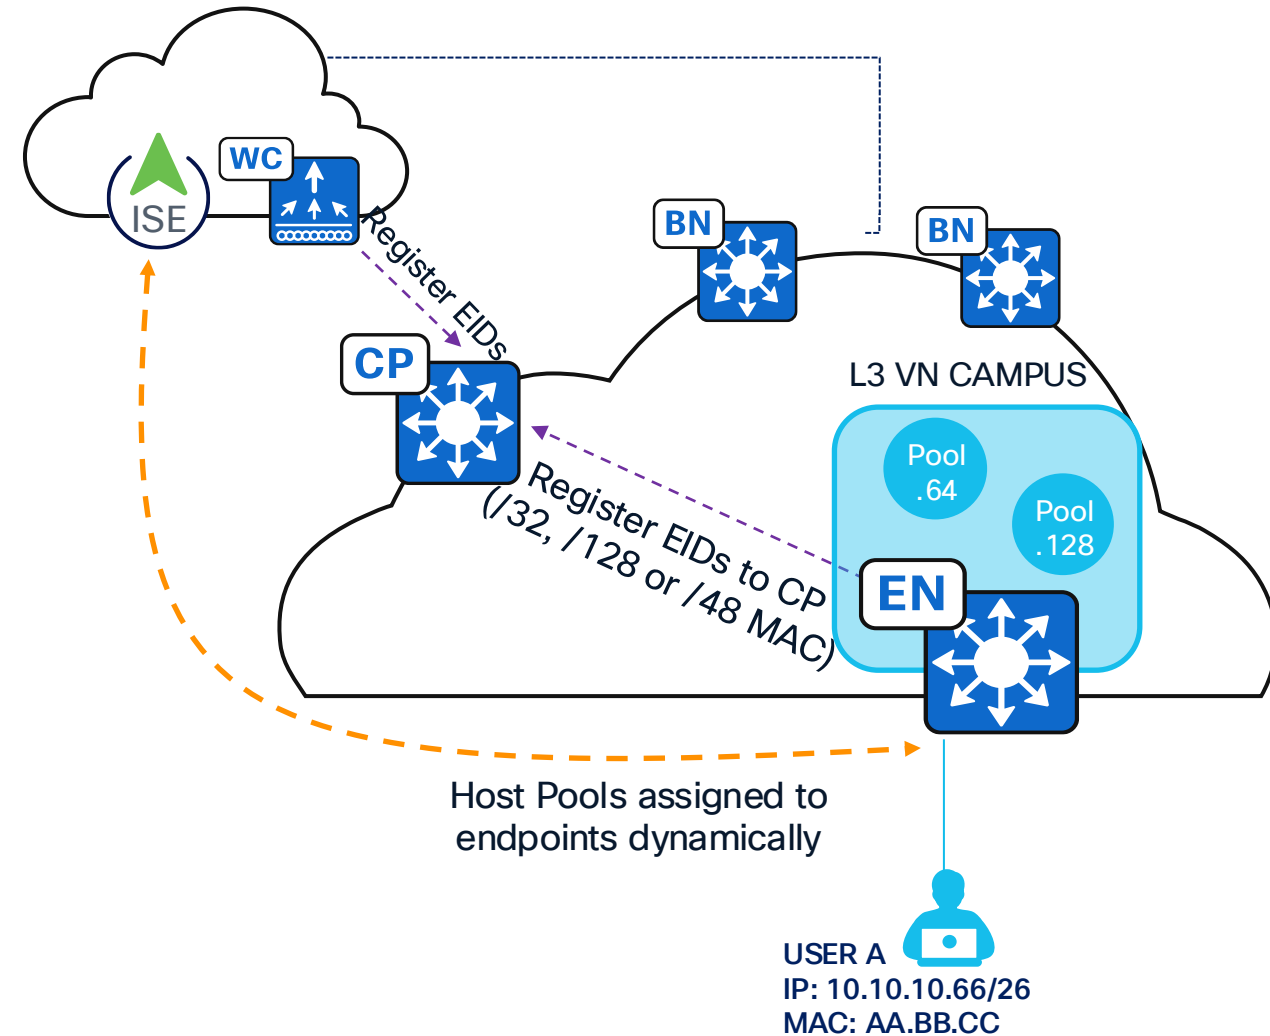 WC
ISE
Register EIDs
BN
BN
CP
L3 VN CAMPUS
Pool
.64
Pool
.128
Register EIDs to CP
(/32, /128 or /48 MAC)
EN
Host Pools assigned to
endpoints dynamically
USER A
IP: 10.10.10.66/26
MAC: AA.BB.CC